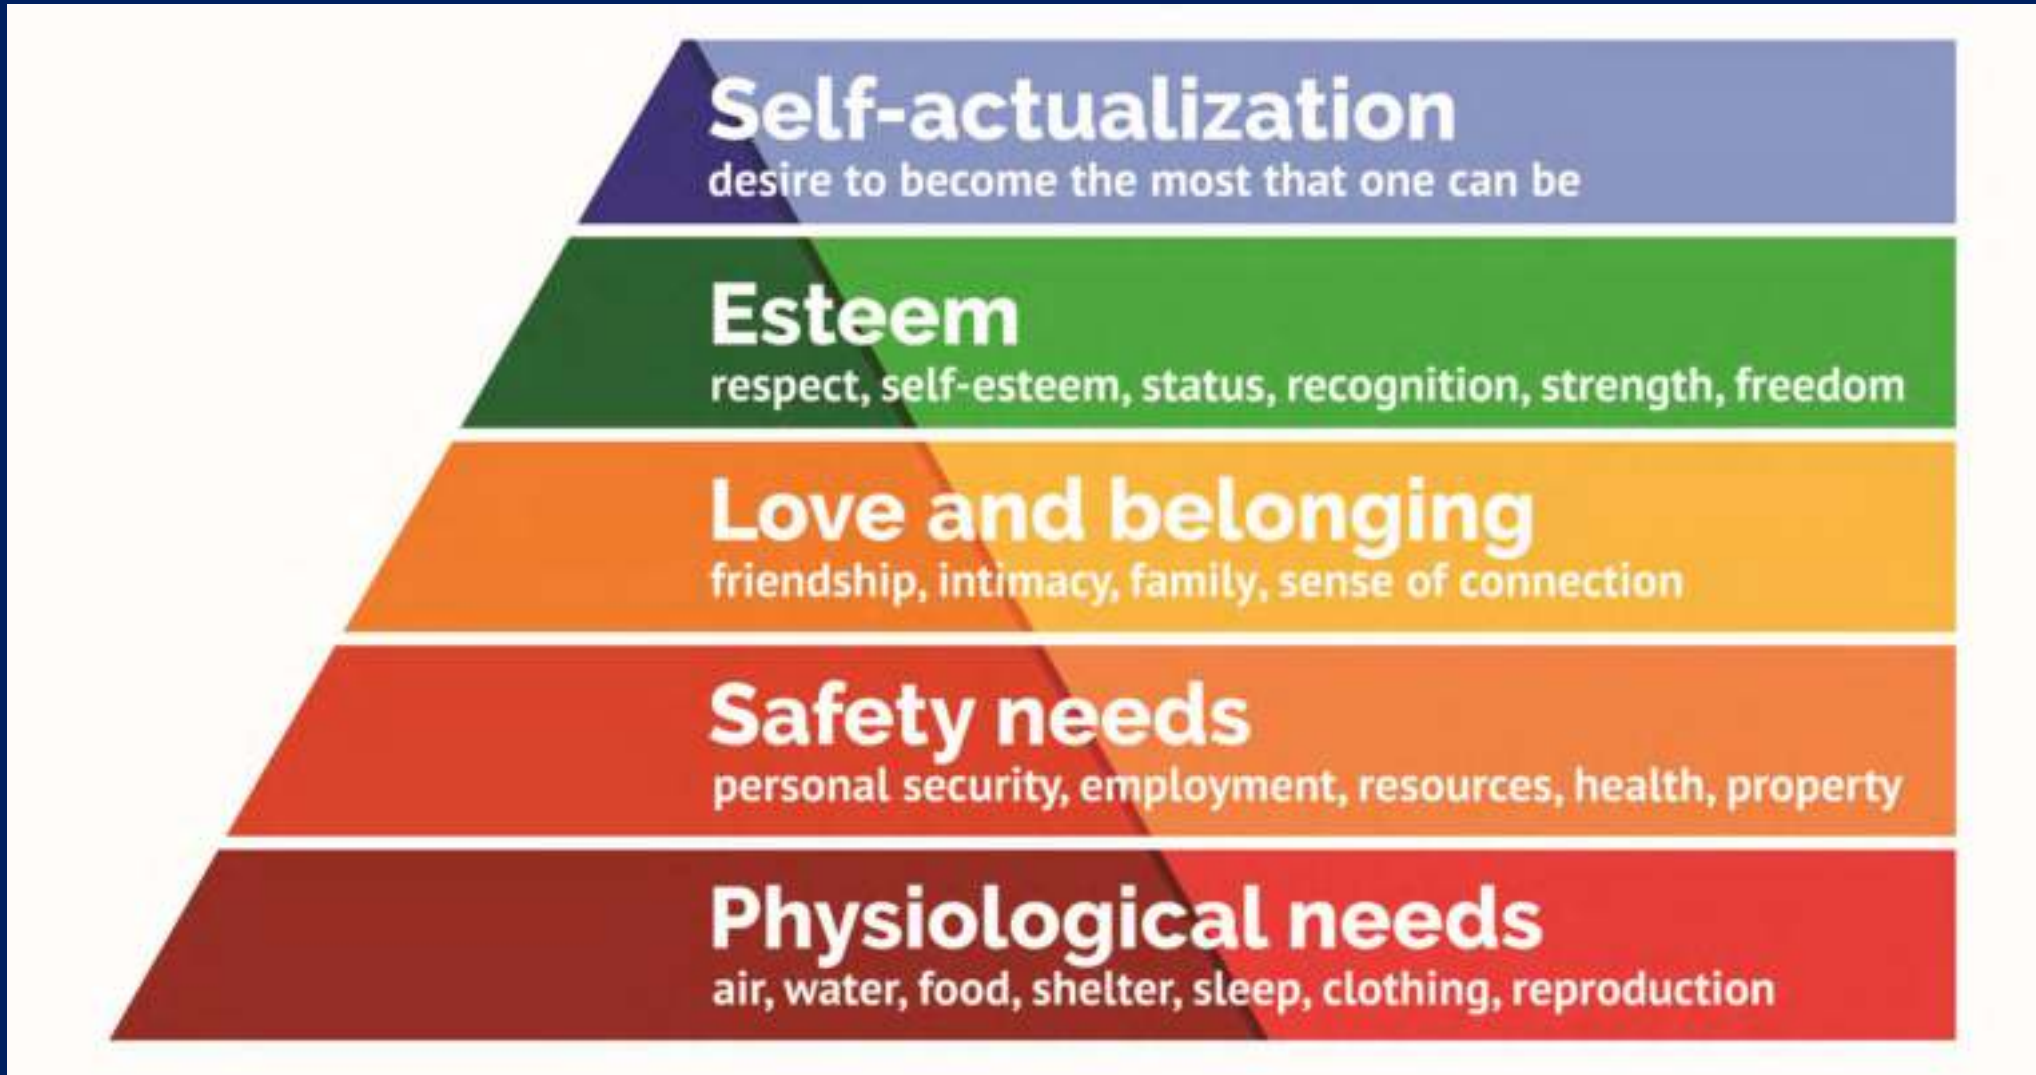 Self-actualization
desire to become the most that one can be
Esteem
respect, self-esteem, status, recognition, strength, freedom
Love and belonging
friendship, intimacy, family, sense of connection
Safety needs
personal security, employment, resources, health, property
Physiological needs
air, water, food, shelter, sleep, clothing, reproduction